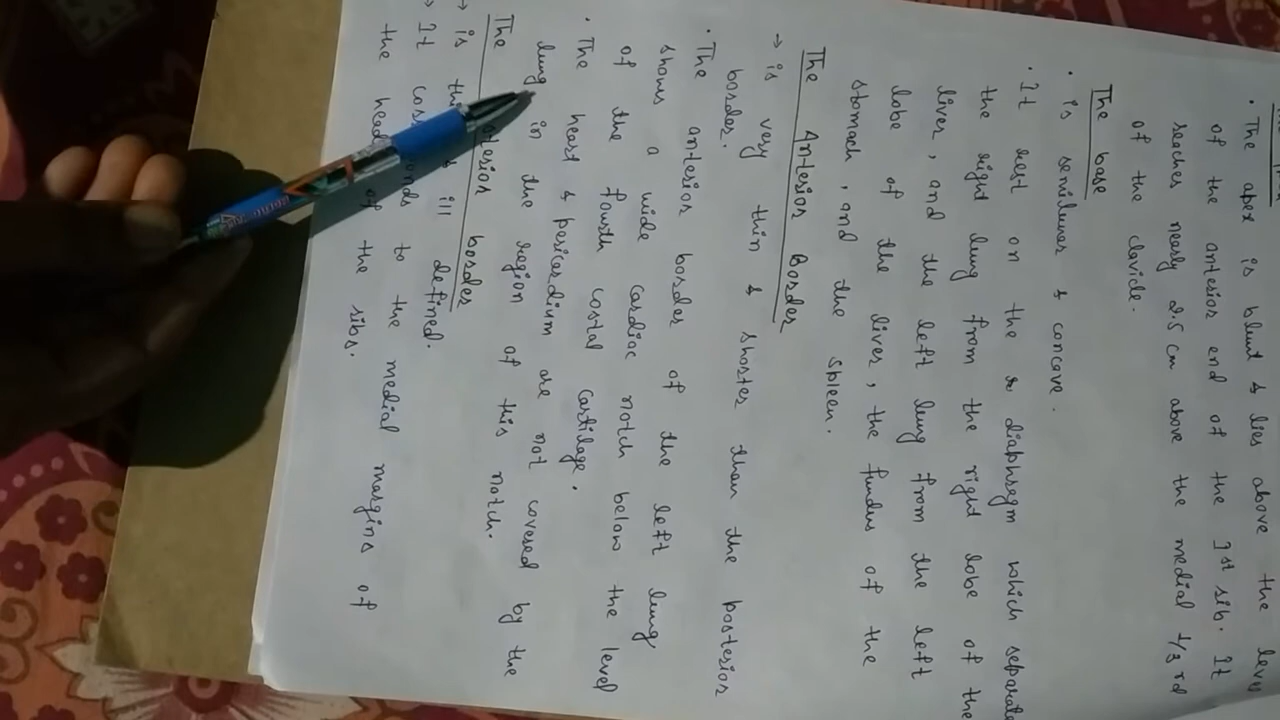 • The apex is blunt & lies above the level
of the anterior end of the 1st rib. It
reaches nearly 2.5 cm above the medial 1/3 rd
of the clavicle.
The base
• is semilunar & concave.
• It rest on the diaphragm which separate
the right lung from the right lobe of the
liver, and the left lung from the left
lobe of the liver, the fundus of the
stomach, and the spleen.
The Anterior Border
→ is very thin & shorter than the posterior
border.
• The anterior border of the left lung
shows a wide cardiac notch below the level
of the fourth costal cartilage.
• The heart & pericardium are not covered by the
lung in the region of this notch.
The border
→ is ill defined.
→ It to the medial margins of
the head of the ribs.